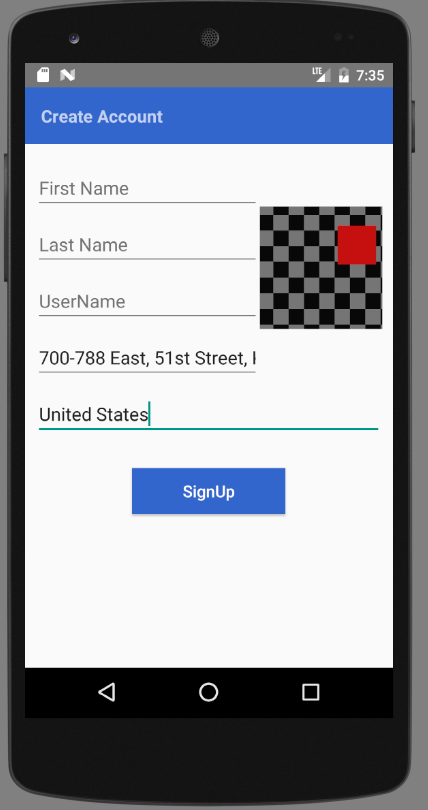 LTE 7:35
Create Account
First Name
Last Name
UserName
700-788 East, 51st Street,
United States
SignUp